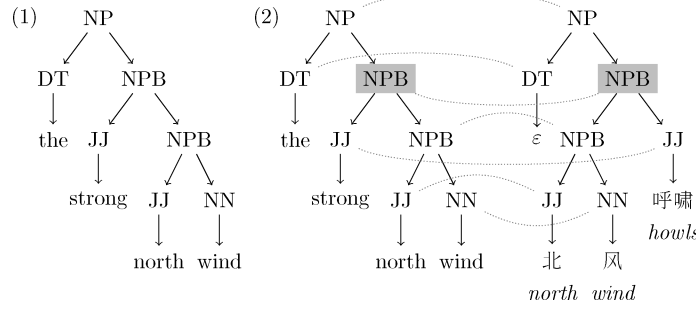 (1) NP (2) NP NP
DT NPB DT NPB DT NPB
the JJ NPB the JJ NPB ε NPB JJ
strong JJ NN strong JJ NN JJ NN 呼啸
howls
north wind north wind 北 风
north wind